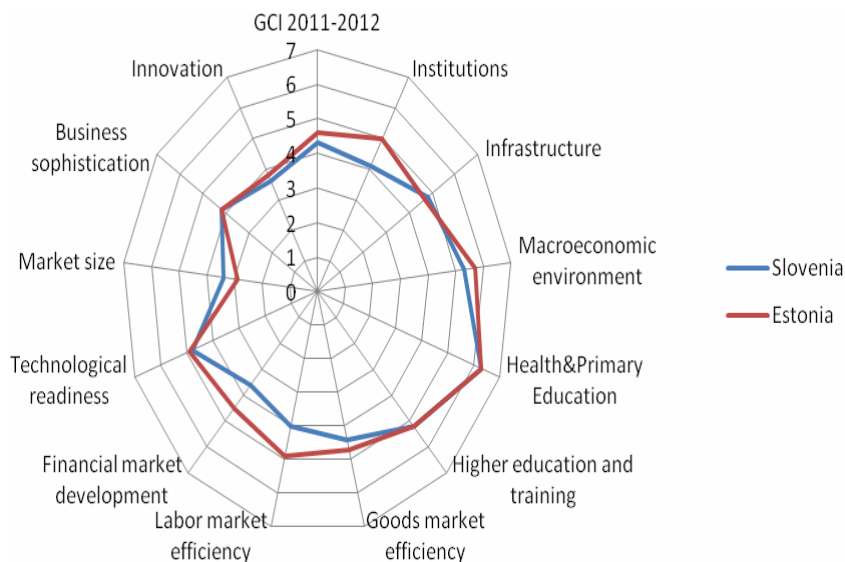 GCI 2011-2012
7
6
5
4
3
2
1
0
Institutions
Infrastructure
Macroeconomic
environment
Health&Primary
Education
Higher education and
training
Goods market
efficiency
Labor market
efficiency
Financial market
development
Technological
readiness
Market size
Business
sophistication
Innovation
Slovenia
Estonia